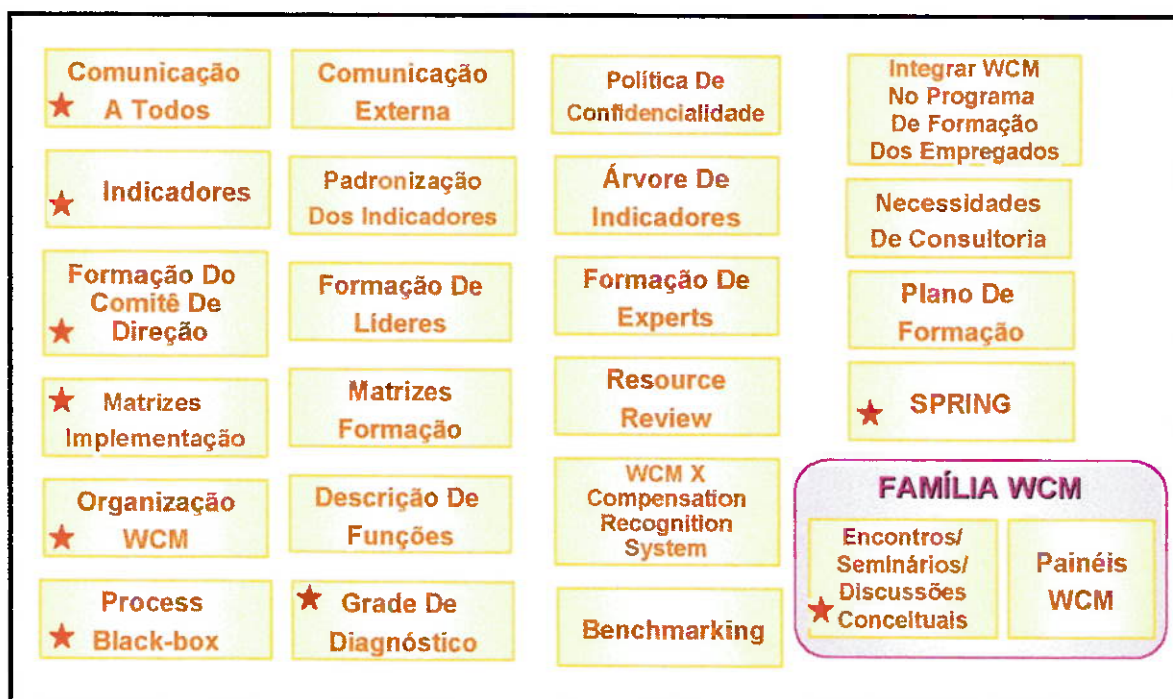 Comunicação
A Todos
Indicadores
Formação Do
Comitê De
Direção
Matrizes
Implementação
Organização
WCM
Process
Black-box
Comunicação
Externa
Padronização
Dos Indicadores
Formação De
Líderes
Matrizes
Formação
Descrição De
Funções
Grade De
Diagnóstico
Política De
Confidencialidade
Árvore De
Indicadores
Formação De
Experts
Resource
Review
WCM X
Compensation
Recognition
System
Benchmarking
Integrar WCM
No Programa
De Formação
Dos Empregados
Necessidades
De Consultoria
Plano De
Formação
SPRING
FAMÍLIA WCM
Encontros/
Seminários/
Discussões
Conceituais
Painéis
WCM